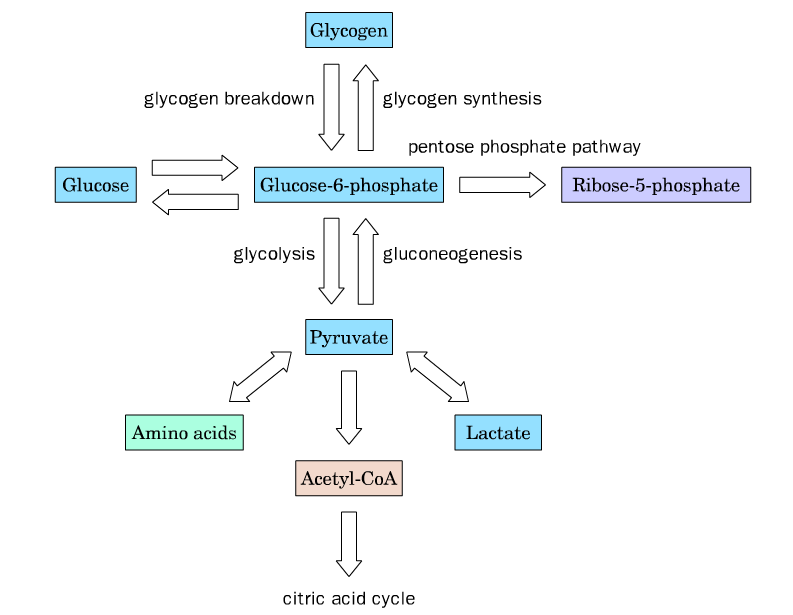 Glycogen
glycogen breakdown
glycogen synthesis
pentose phosphate pathway
Glucose
Glucose-6-phosphate
Ribose-5-phosphate
glycolysis
gluconeogenesis
Pyruvate
Amino acids
Lactate
Acetyl-CoA
citric acid cycle